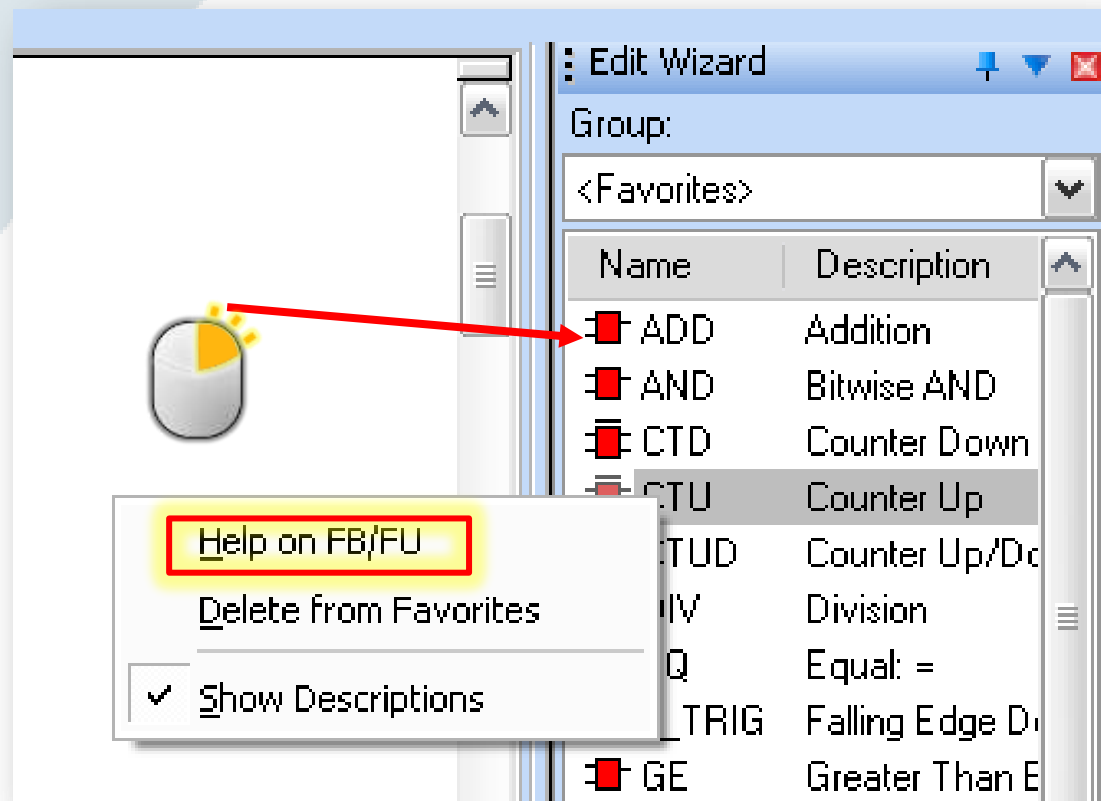 Edit Wizard
Group:
<Favorites>
Name Description
ADD Addition
AND Bitwise AND
CTD Counter Down
CTU Counter Up
Counter Up/Do
Division
Equal: =
_TRIG Falling Edge
GE Greater Than
Help on FB/FU
Delete from Favorites
Show Descriptions